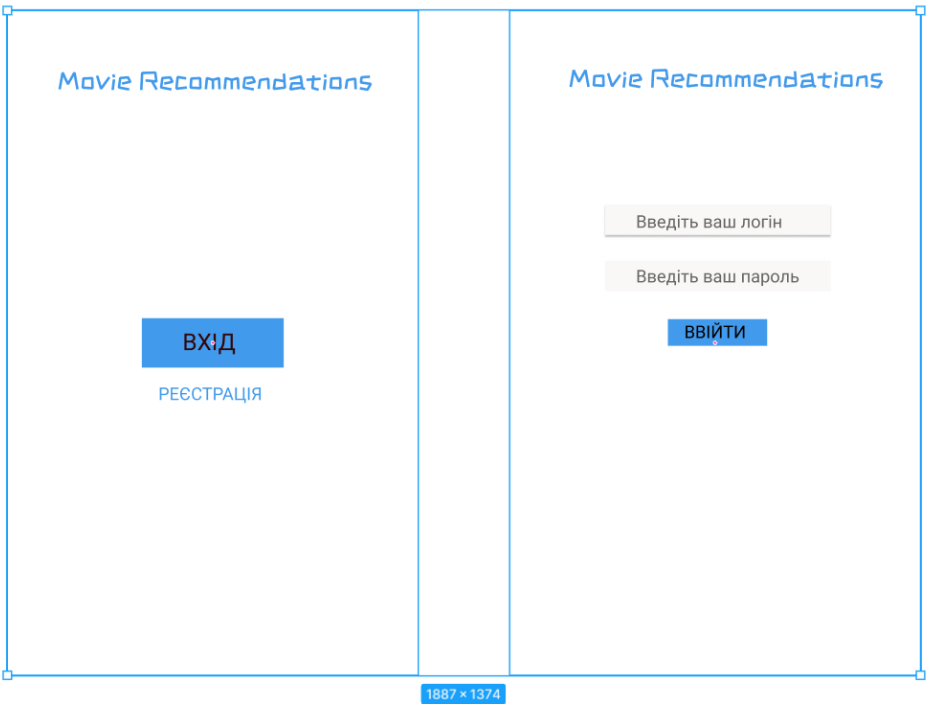 Movie Recommendations
ВХІД
РЕЄСТРАЦІЯ
Movie Recommendations
Введіть ваш логін
Введіть ваш пароль
ВВІЙТИ
1887 × 1374